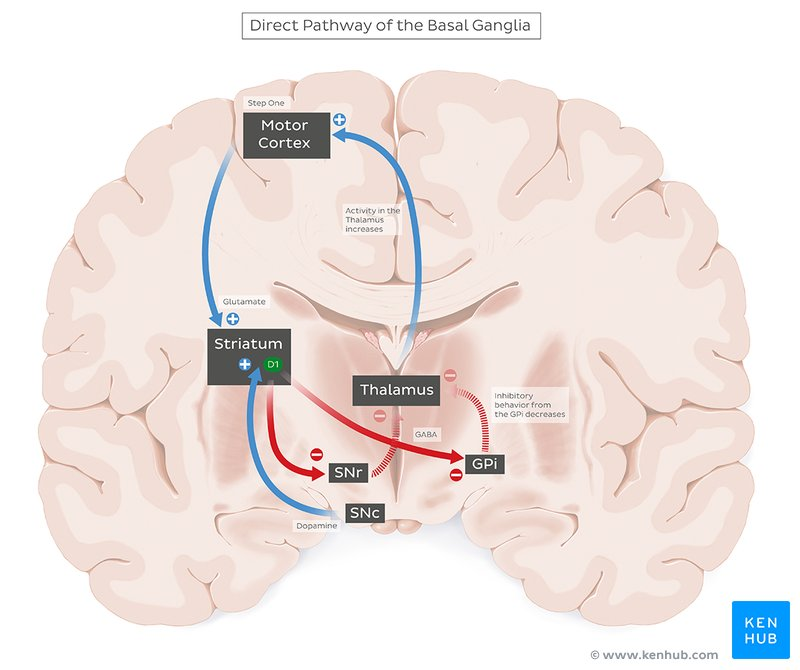 Direct Pathway of the Basal Ganglia
Step One
Motor
Cortex
Activity in the
Thalamus
increases
Glutamate
Striatum
D1
Thalamus
Inhibitory
behavior from
the GPi decreases
GABA
SNr
GPi
SNc
Dopamine
KEN
HUB
© www.kenhub.com